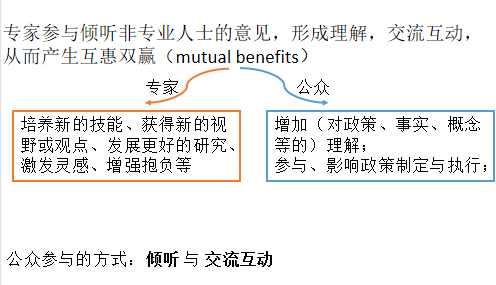 专家参与倾听非专业人士的意见，形成理解，交流互动，
从而产生互惠双赢（mutual benefits）
专家
公众
培养新的技能、获得新的视
野或观点、发展更好的研究、
激发灵感、增强抱负等
增加（对政策、事实、概念
等的）理解；
参与、影响政策制定与执行；
公众参与的方式：倾听 与 交流互动